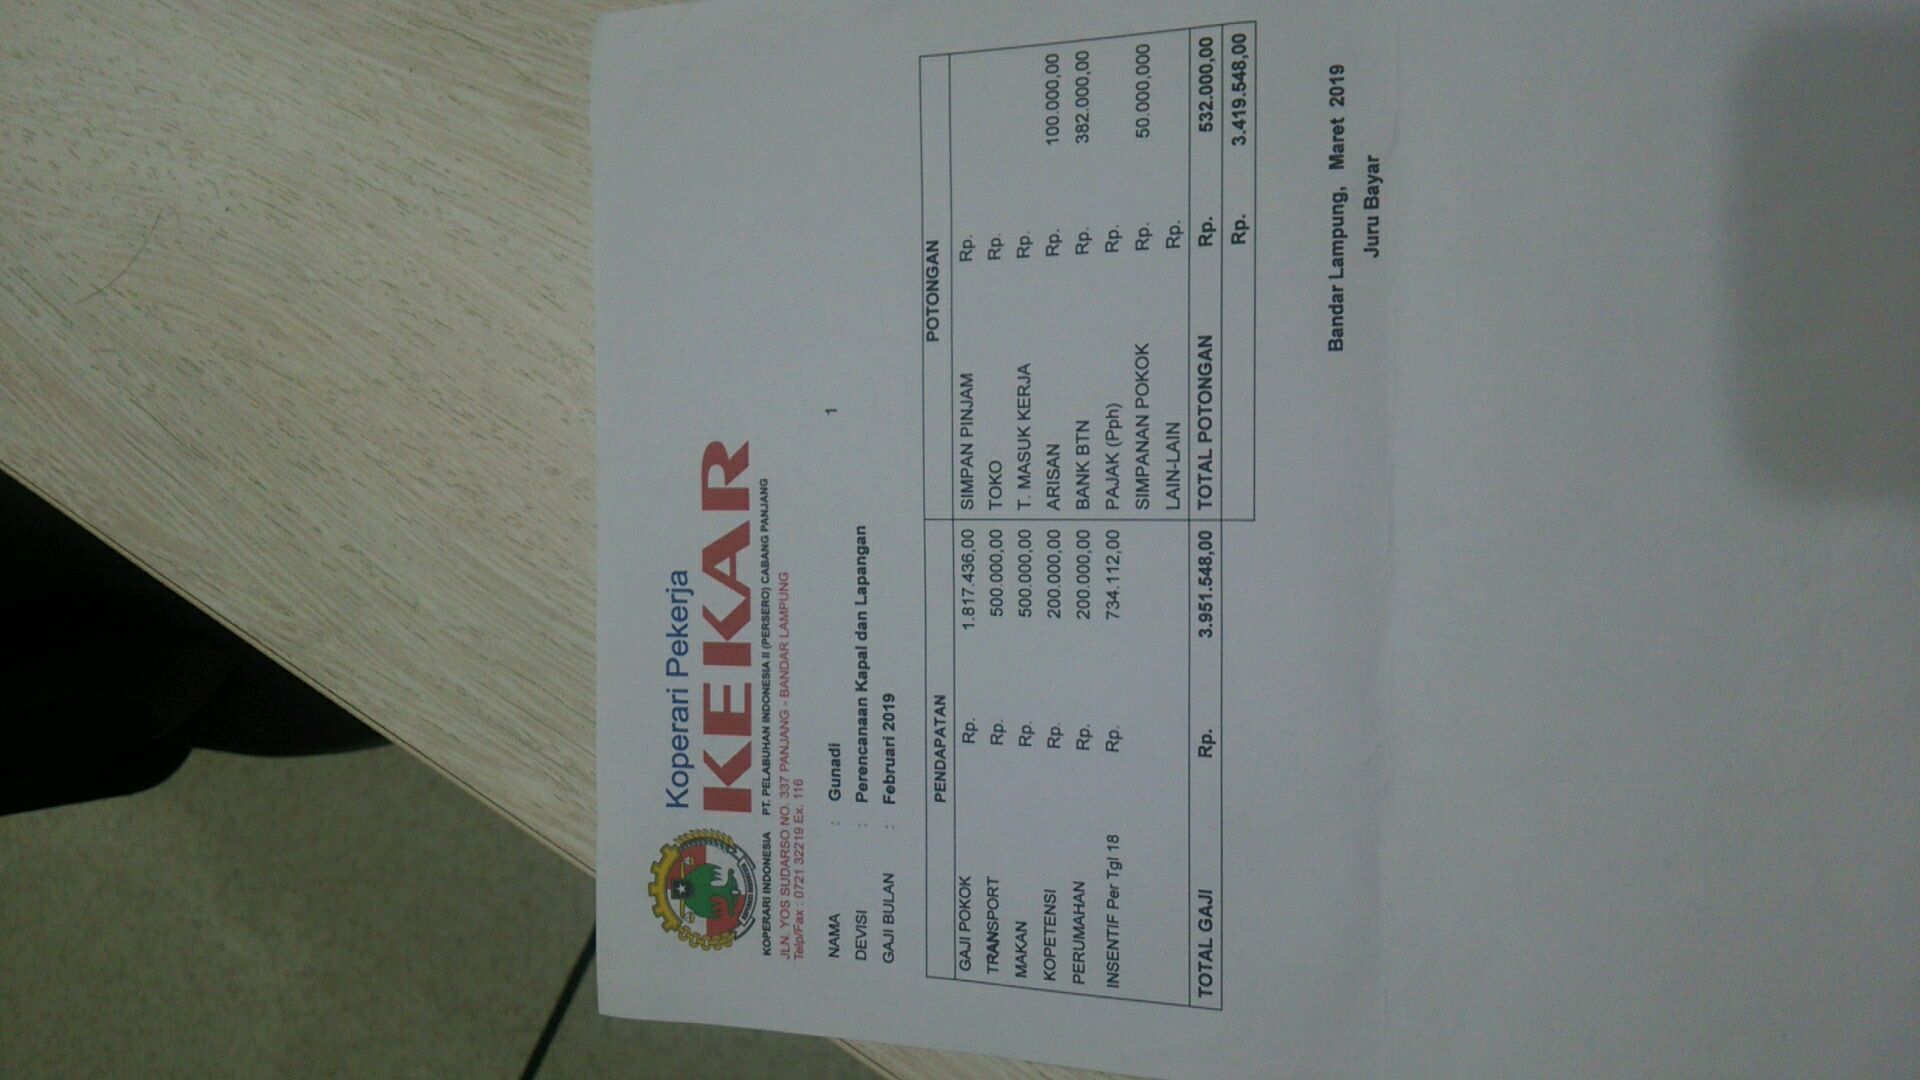 Koperari Pekerja
KEKAR
KOPERARI INDONESIA PT. PELABUHAN INDONESIA II (PERSERO) CABANG PANJANG
JLN. YOS SUDARSO NO. 337 PANJANG - BANDAR LAMPUNG
Telp/Fax : 0721 32219 Ex. 116
NAMA : Gunadi 1
DEVISI : Perencanaan Kapal dan Lapangan
GAJI BULAN : Februari 2019
PENDAPATAN POTONGAN
GAJI POKOK Rp. 1.817.436,00 SIMPAN PINJAM Rp.
TRANSPORT Rp. 500.000,00 TOKO Rp.
MAKAN Rp. 500.000,00 T. MASUK KERJA Rp.
KOPETENSI Rp. 200.000,00 ARISAN Rp. 100.000,00
PERUMAHAN Rp. 200.000,00 BANK BTN Rp. 382.000,00
INSENTIF Per Tgl 18 Rp. 734.112,00 PAJAK (Pph) Rp.
SIMPANAN POKOK Rp. 50.000,000
LAIN-LAIN Rp.
TOTAL GAJI Rp. 3.951.548,00 TOTAL POTONGAN Rp. 532.000,00
Rp. 3.419.548,00
Bandar Lampung, Maret 2019
Juru Bayar